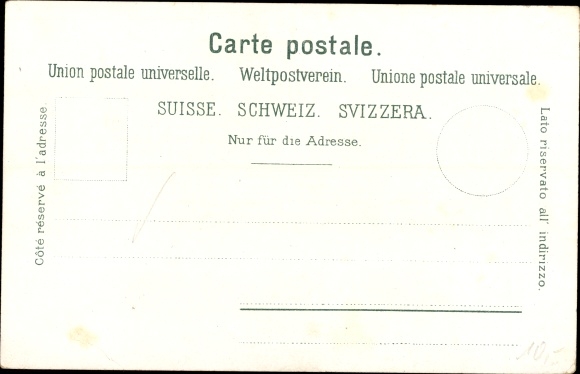 Carte postale.
Union postale universelle. Weltpostverein. Unione postale universale.
SUISSE. SCHWEIZ. SVIZZERA.
Nur für die Adresse.
Côté réservé à l'adresse
Lato riservato all' indirizzo.
10,-